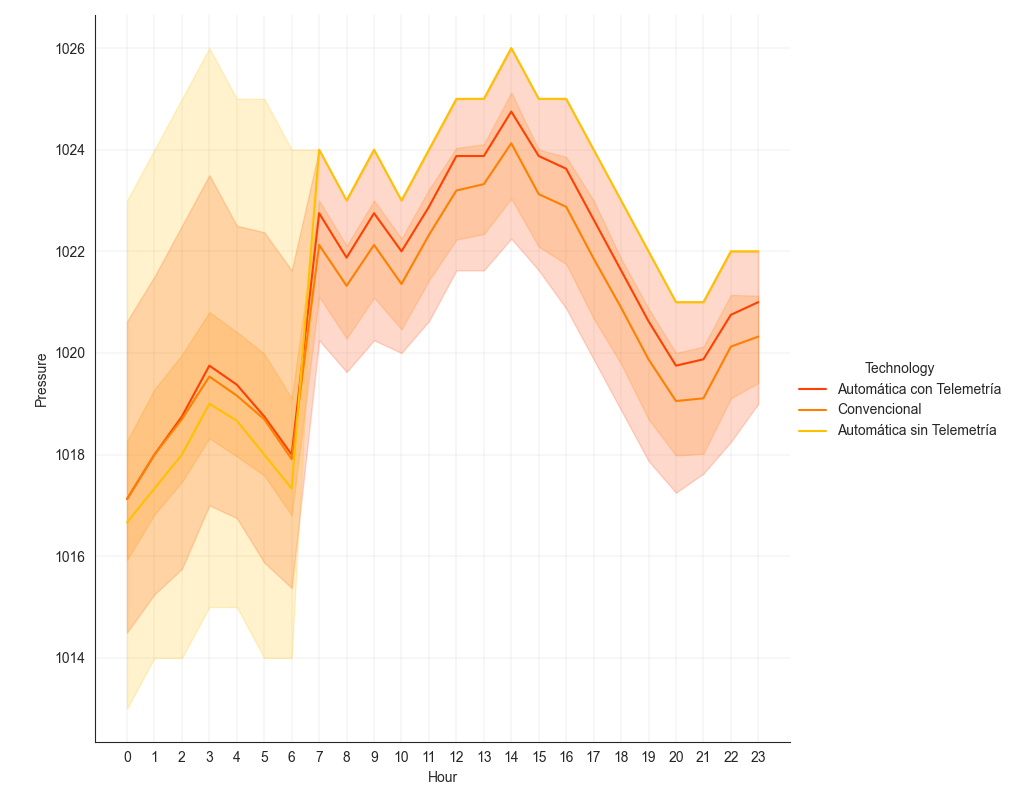 1026
1024
1022
1020
1018
1016
1014
Pressure
0 1 2 3 4 5 6 7 8 9 10 11 12 13 14 15 16 17 18 19 20 21 22 23
Hour
Technology
Automática con Telemetría
Convencional
Automática sin Telemetría